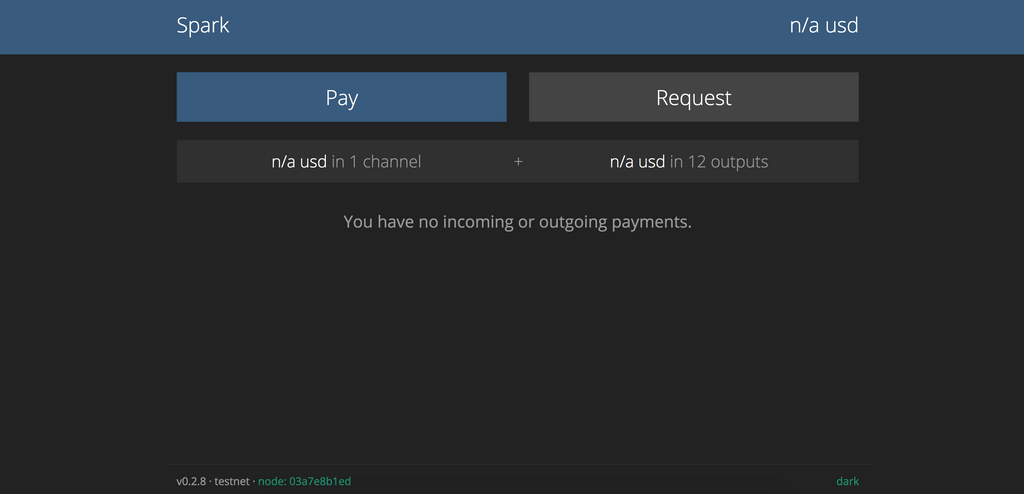 Spark n/a usd
Pay Request
n/a usd in 1 channel + n/a usd in 12 outputs
You have no incoming or outgoing payments.
v0.2.8 · testnet · node: 03a7e8b1ed dark